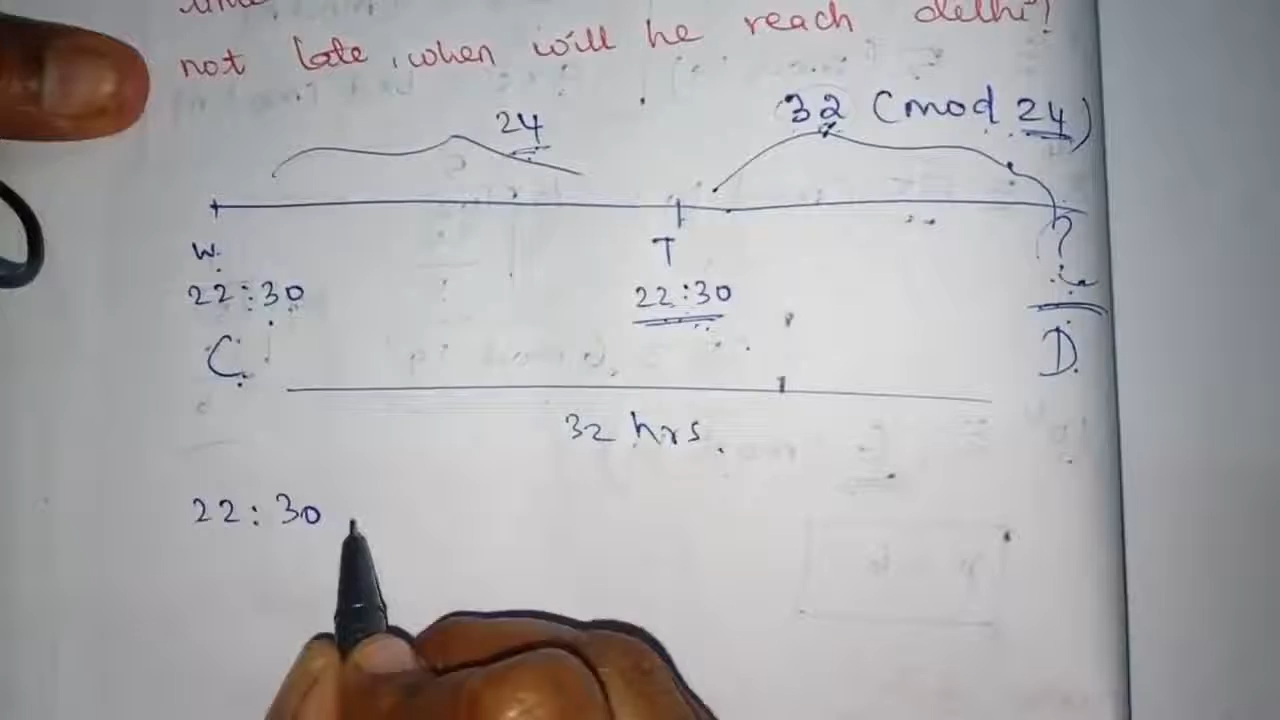 time
not late, when will he reach delhi?
24
32 (mod 24)
W. T ?
22:30 22:30
C D
32 hrs.
22:30